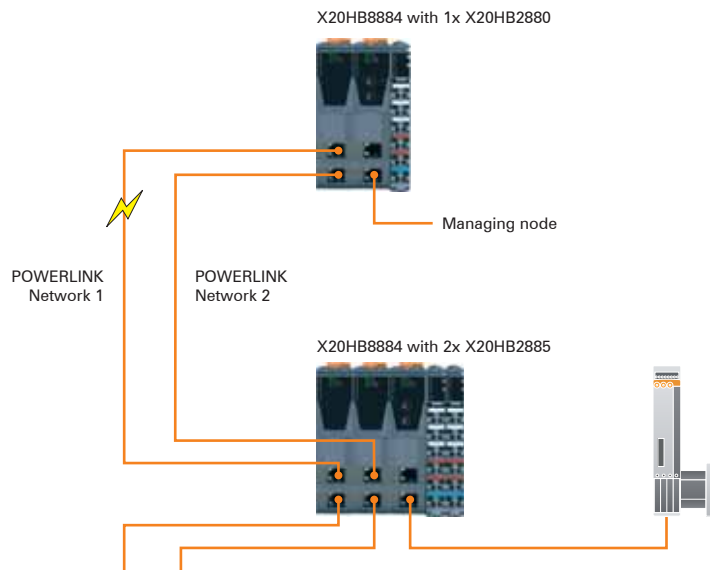 X20HB8884 with 1x X20HB2880
Managing node
POWERLINK
Network 1
POWERLINK
Network 2
X20HB8884 with 2x X20HB2885